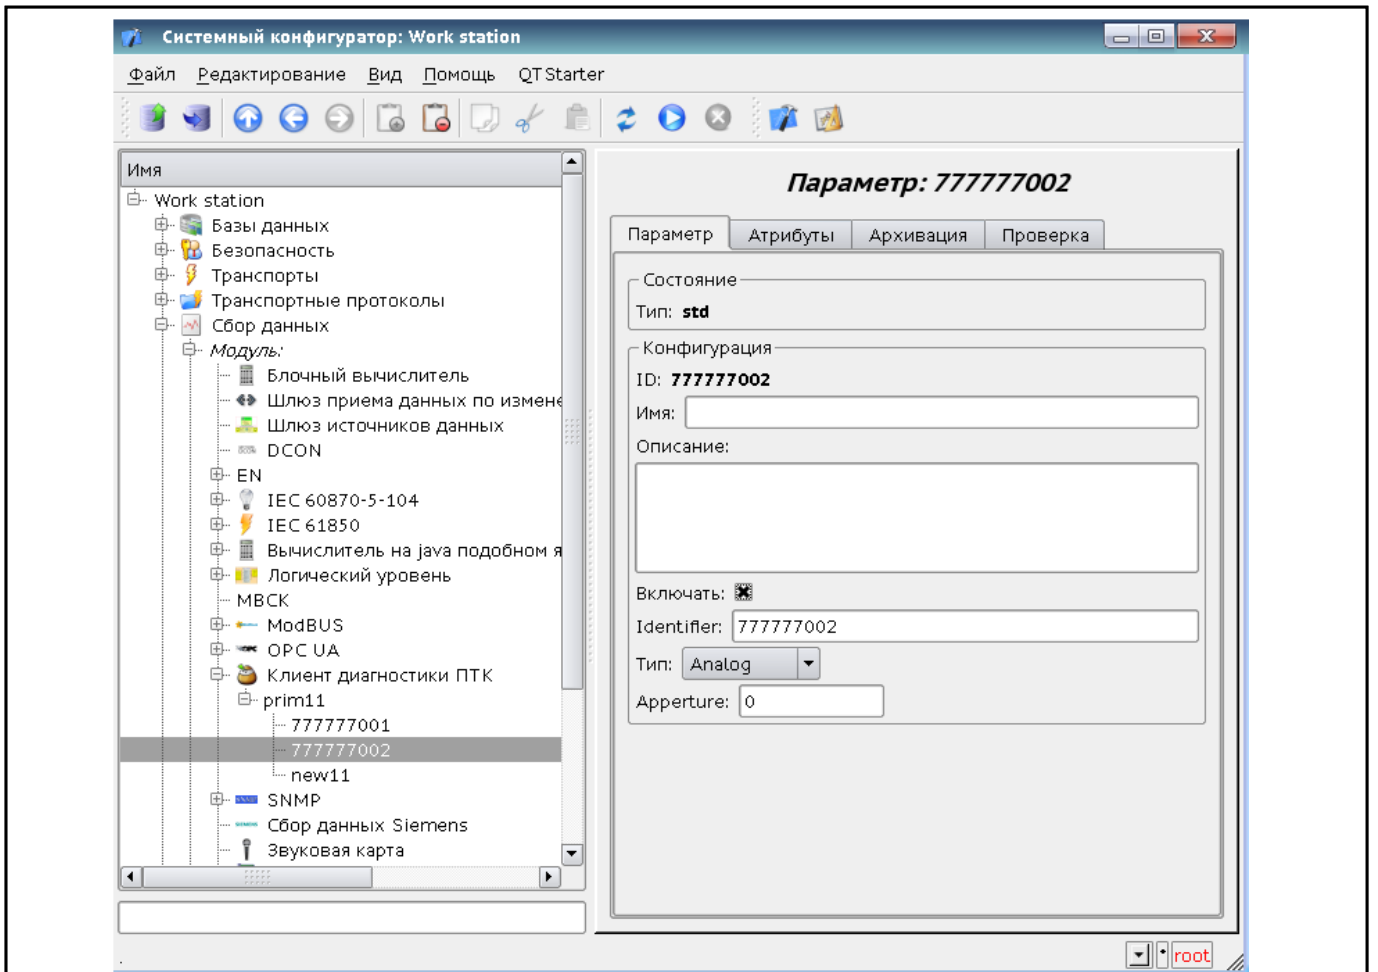 Системный конфигуратор: Work station
Файл Редактирование Вид Помощь QTStarter
Имя
Work station
Базы данных
Безопасность
Транспорты
Транспортные протоколы
Сбор данных
Модуль:
Блочный вычислитель
Шлюз приема данных по измене
Шлюз источников данных
DCON
EN
IEC 60870-5-104
IEC 61850
Вычислитель на java подобном я
Логический уровень
МВСК
ModBUS
OPC UA
Клиент диагностики ПТК
prim11
777777001
777777002
new11
SNMP
Сбор данных Siemens
Звуковая карта
Параметр: 777777002
Параметр Атрибуты Архивация Проверка
Состояние
Тип: std
Конфигурация
ID: 777777002
Имя:
Описание:
Включать:
Identifier: 777777002
Тип: Analog
Apperture: 0
root